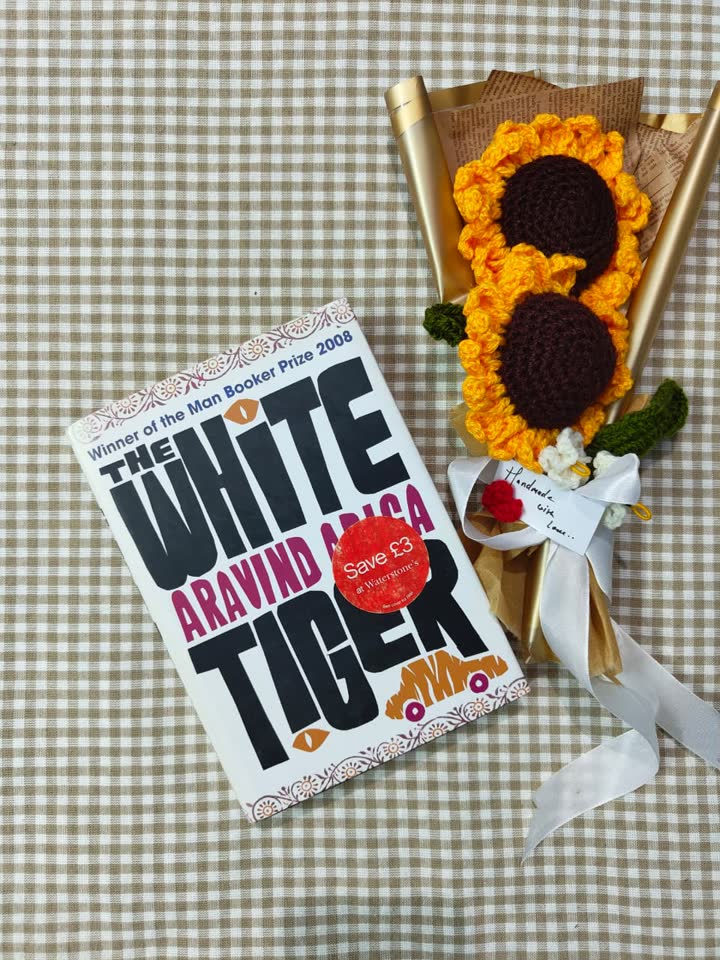 Winner of the Man Booker Prize 2008
THE
WHiTE
ARAVIND ADIGA
TIGER
Save £3
at Waterstone's
Handmade
with
Love..